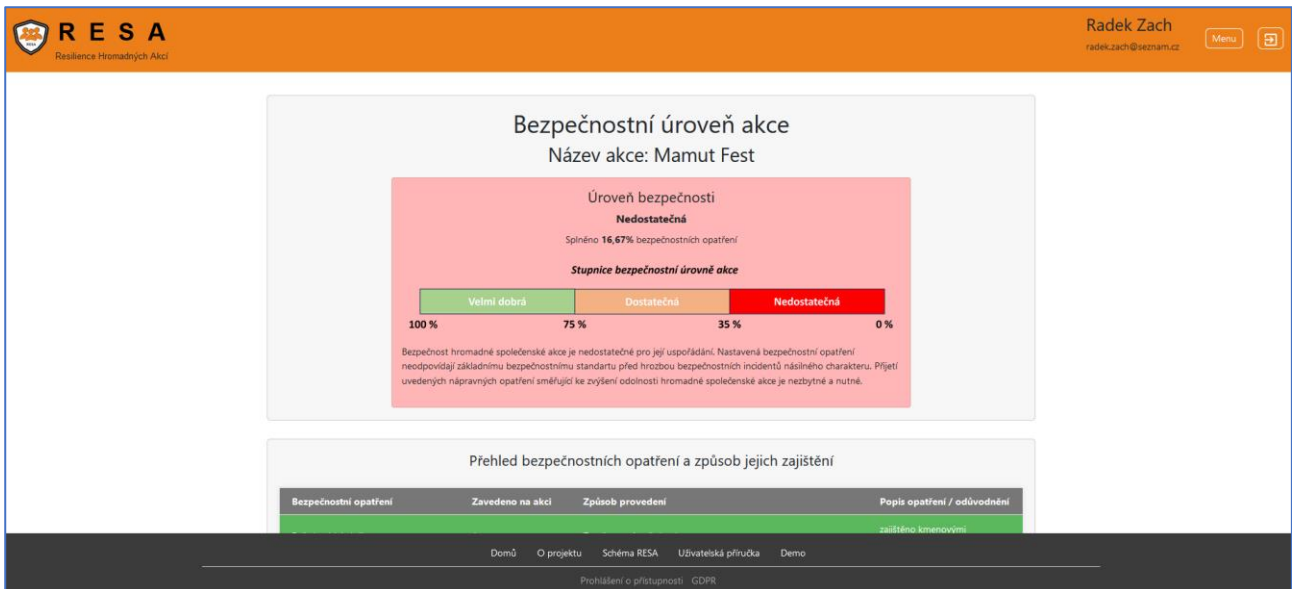 RESA
Resilience Hromadných Akcí
Radek Zach
radek.zach@seznam.cz
Menu
Bezpečnostní úroveň akce
Název akce: Mamut Fest
Úroveň bezpečnosti
Nedostatečná
Splněno 16,67% bezpečnostních opatření
Stupnice bezpečnostní úrovně akce
Velmi dobrá Dostatečná Nedostatečná
100 % 75 % 35 % 0 %
Bezpečnost hromadné společenské akce je nedostatečné pro její uspořádání. Nastavená bezpečnostní opatření
neodpovídají základnímu bezpečnostnímu standartu před hrozbou bezpečnostních incidentů násilného charakteru. Přijetí
uvedených nápravných opatření směřující ke zvýšení odolnosti hromadné společenské akce je nezbytné a nutné.
Přehled bezpečnostních opatření a způsob jejich zajištění
Bezpečnostní opatření Zavedeno na akci Způsob provedení Popis opatření / odůvodnění
zajištěno kmenovými
Domů O projektu Schéma RESA Uživatelská příručka Demo
Prohlášení o přístupnosti GDPR